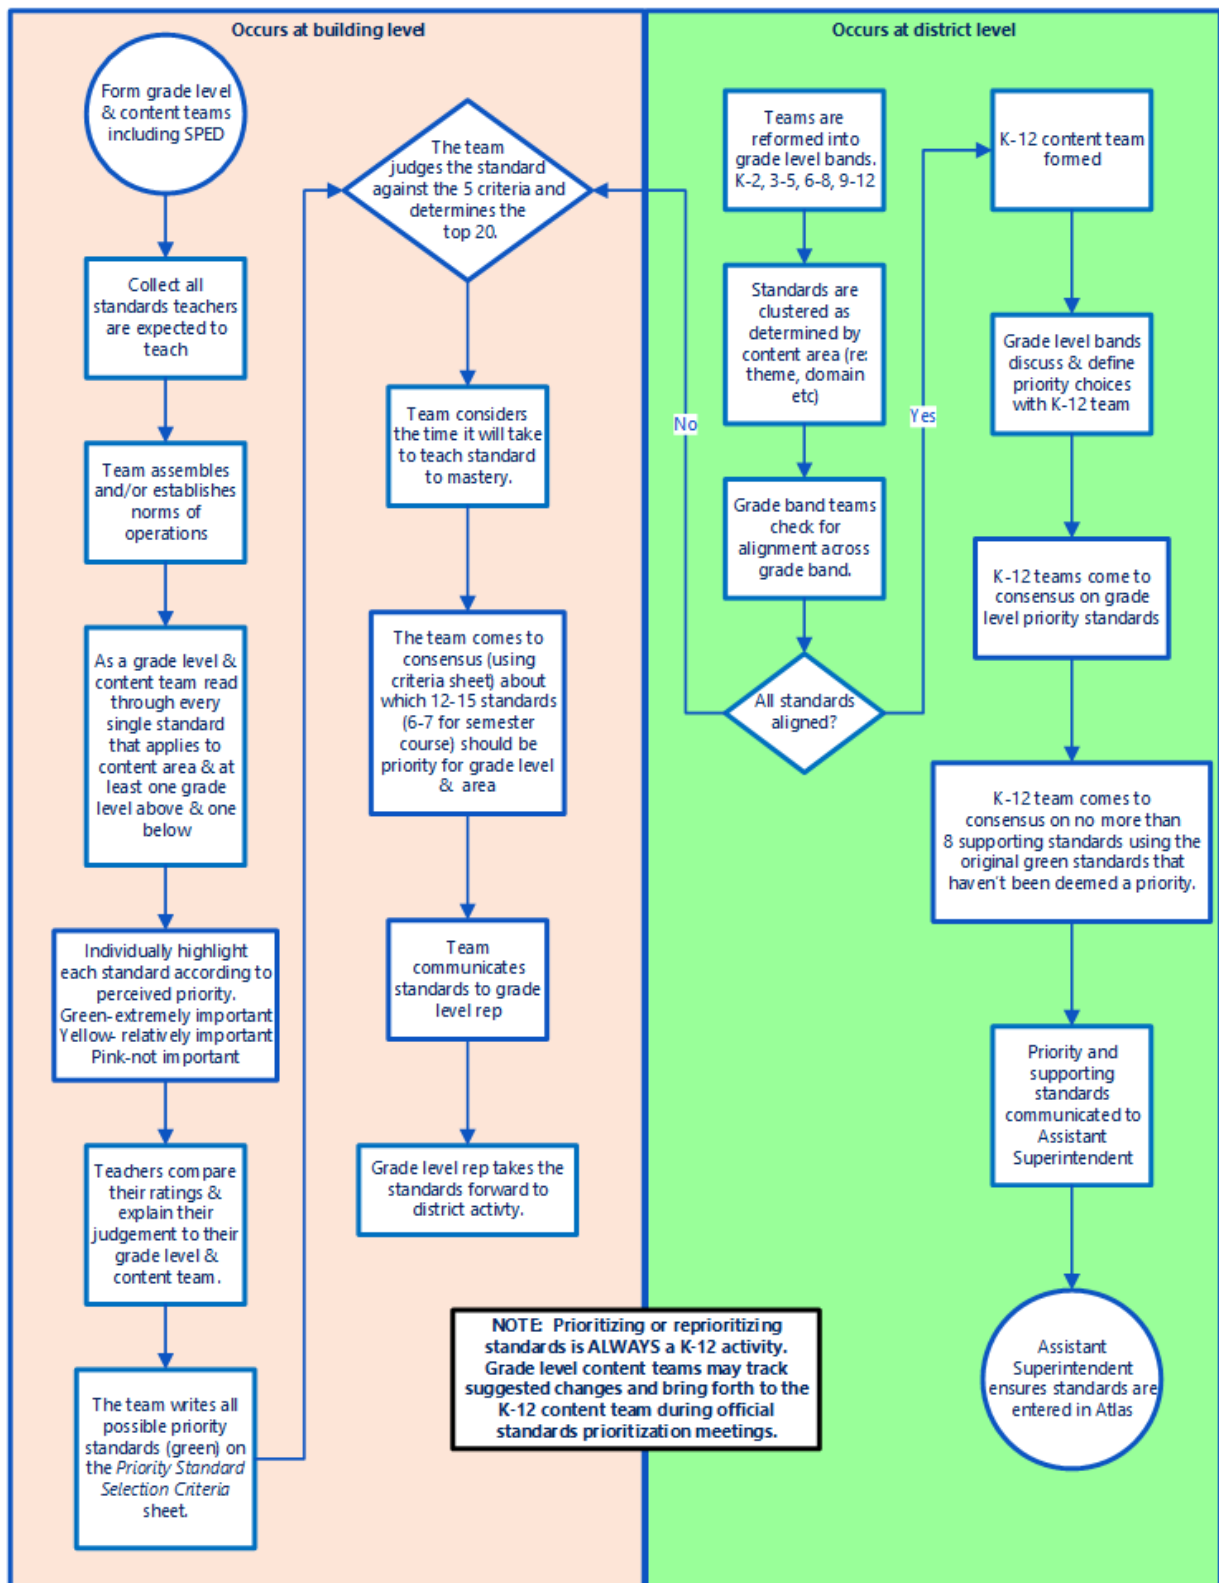 Occurs at building level
Form grade level
& content teams
including SPED
Collect all
standards teachers
are expected to
teach
Team assembles
and/or establishes
norms of
operations
As a grade level &
content team read
through every
single standard
that applies to
content area & at
least one grade
level above & one
below
Individually highlight
each standard according to
perceived priority.
Green-extremely important
Yellow- relatively important
Pink-not important
Teachers compare
their ratings &
explain their
judgement to their
grade level &
content team.
The team writes all
possible priority
standards (green) on
the Priority Standard
Selection Criteria
sheet.
The team
judges the standard
against the 5 criteria and
determines the
top 20.
Team considers
the time it will take
to teach standard
to mastery.
The team comes to
consensus (using
criteria sheet) about
which 12-15 standards
(6-7 for semester
course) should be
priority for grade level
& area
Team
communicates
standards to grade
level rep
Grade level rep takes the
standards forward to
district activty.
Occurs at district level
Teams are
reformed into
grade level bands.
K-2, 3-5, 6-8, 9-12
Standards are
clustered as
determined by
content area (re:
theme, domain
etc)
Grade band teams
check for
alignment across
grade band.
All standards
aligned?
No
Yes
K-12 content team
formed
Grade level bands
discuss & define
priority choices
with K-12 team
K-12 teams come to
consensus on grade
level priority standards
K-12 team comes to
consensus on no more than
8 supporting standards using the
original green standards that
haven't been deemed a priority.
Priority and
supporting
standards
communicated to
Assistant
Superintendent
Assistant
Superintendent
ensures standards are
entered in Atlas
NOTE: Prioritizing or reprioritizing
standards is ALWAYS a K-12 activity.
Grade level content teams may track
suggested changes and bring forth to the
K-12 content team during official
standards prioritization meetings.